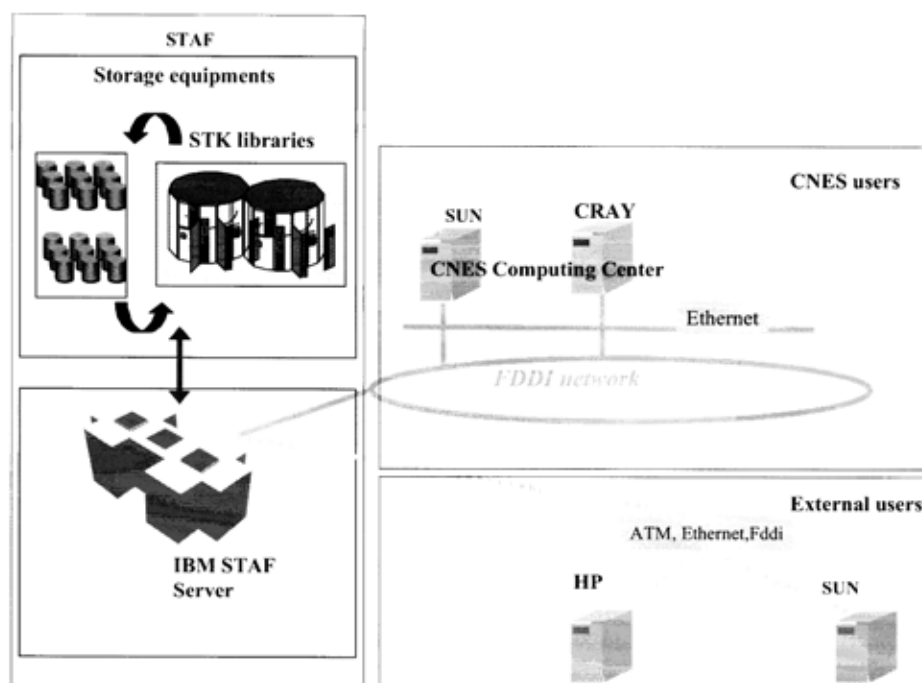 STAF
Storage equipments
STK libraries
IBM STAF
Server
CNES users
SUN
CRAY
CNES Computing Center
Ethernet
FDDI network
External users
ATM, Ethernet,Fddi
HP
SUN